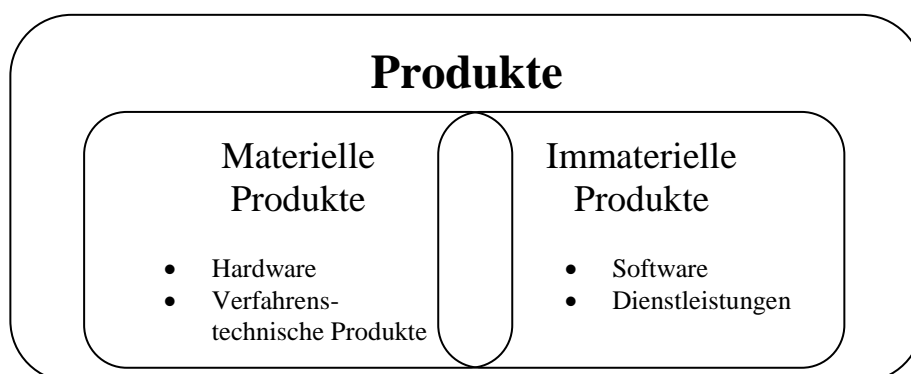 Produkte
Materielle
Produkte
• Hardware
• Verfahrens-
technische Produkte
Immaterielle
Produkte
• Software
• Dienstleistungen